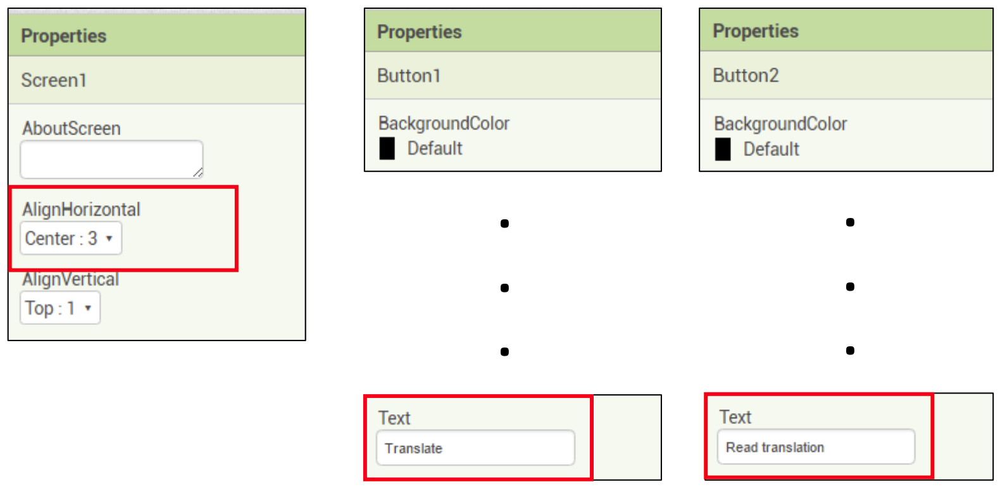 Properties
Screen1
AboutScreen
AlignHorizontal
Center : 3
AlignVertical
Top : 1
Properties
Button1
BackgroundColor
Default
Text
Translate
Properties
Button2
BackgroundColor
Default
Text
Read translation